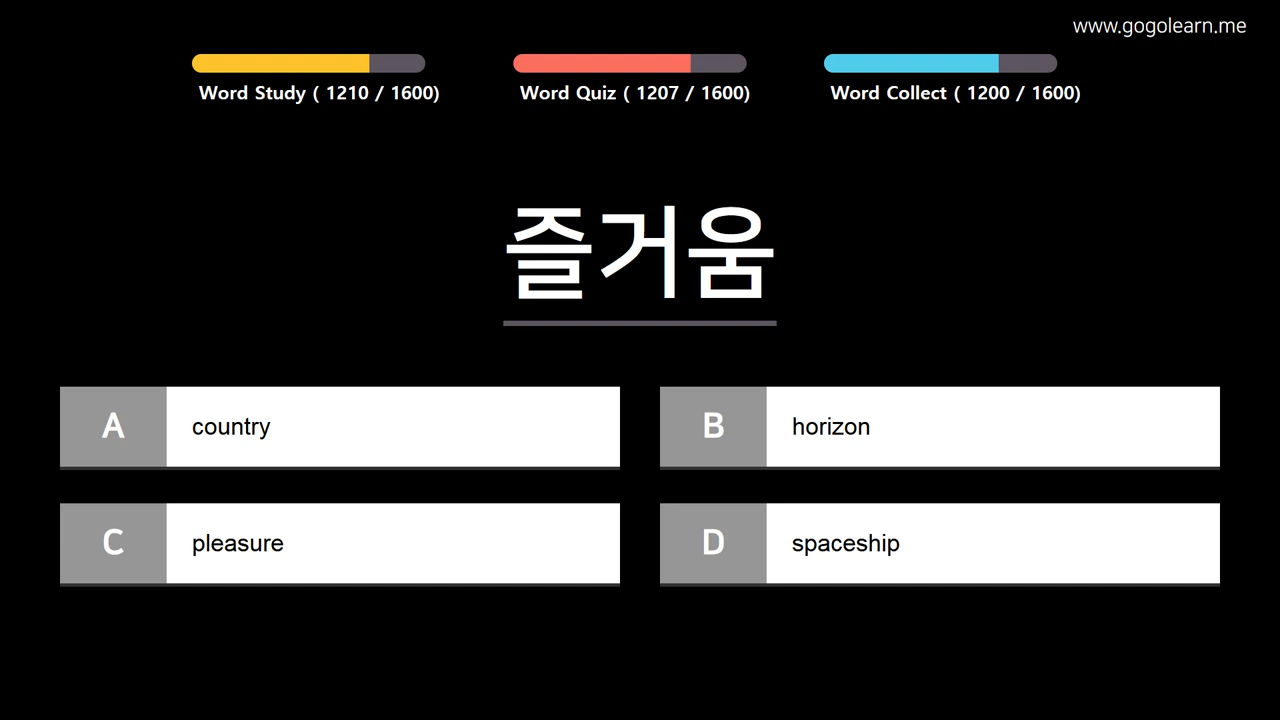 www.gogolearn.me
Word Study ( 1210 / 1600)
Word Quiz ( 1207 / 1600)
Word Collect ( 1200 / 1600)
즐거움
A country
B horizon
C pleasure
D spaceship